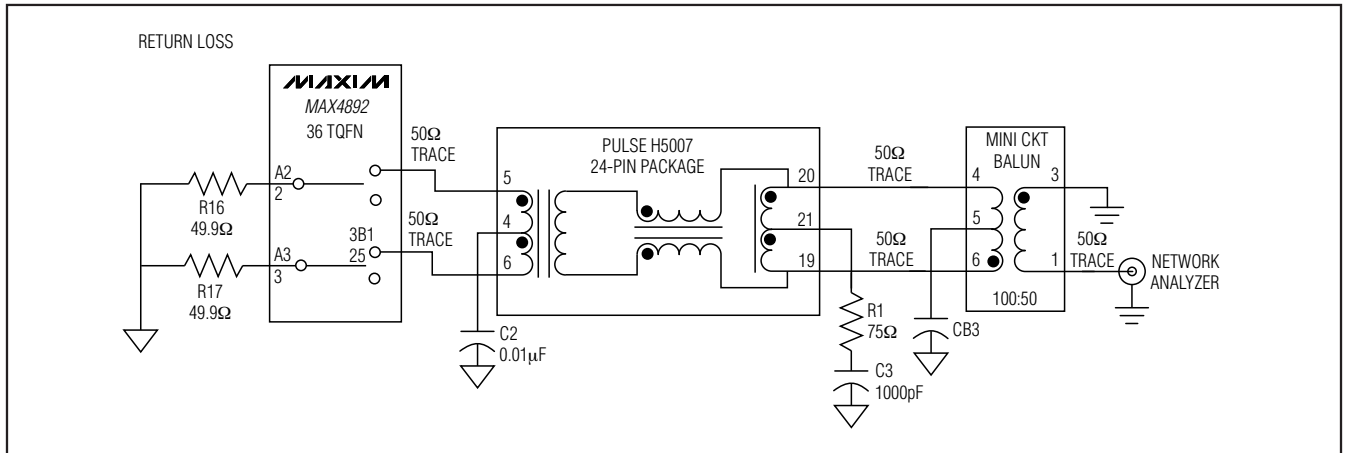 RETURN LOSS
MAXIM
MAX4892
36 TQFN
A2
2
R16
49.9Ω
A3
3
R17
49.9Ω
3B1
25
50Ω
TRACE
50Ω
TRACE
PULSE H5007
24-PIN PACKAGE
5
4
6
C2
0.01μF
20
21
19
R1
75Ω
C3
1000pF
50Ω
TRACE
50Ω
TRACE
MINI CKT
BALUN
4
5
6
3
1
100:50
CB3
50Ω
TRACE
NETWORK
ANALYZER